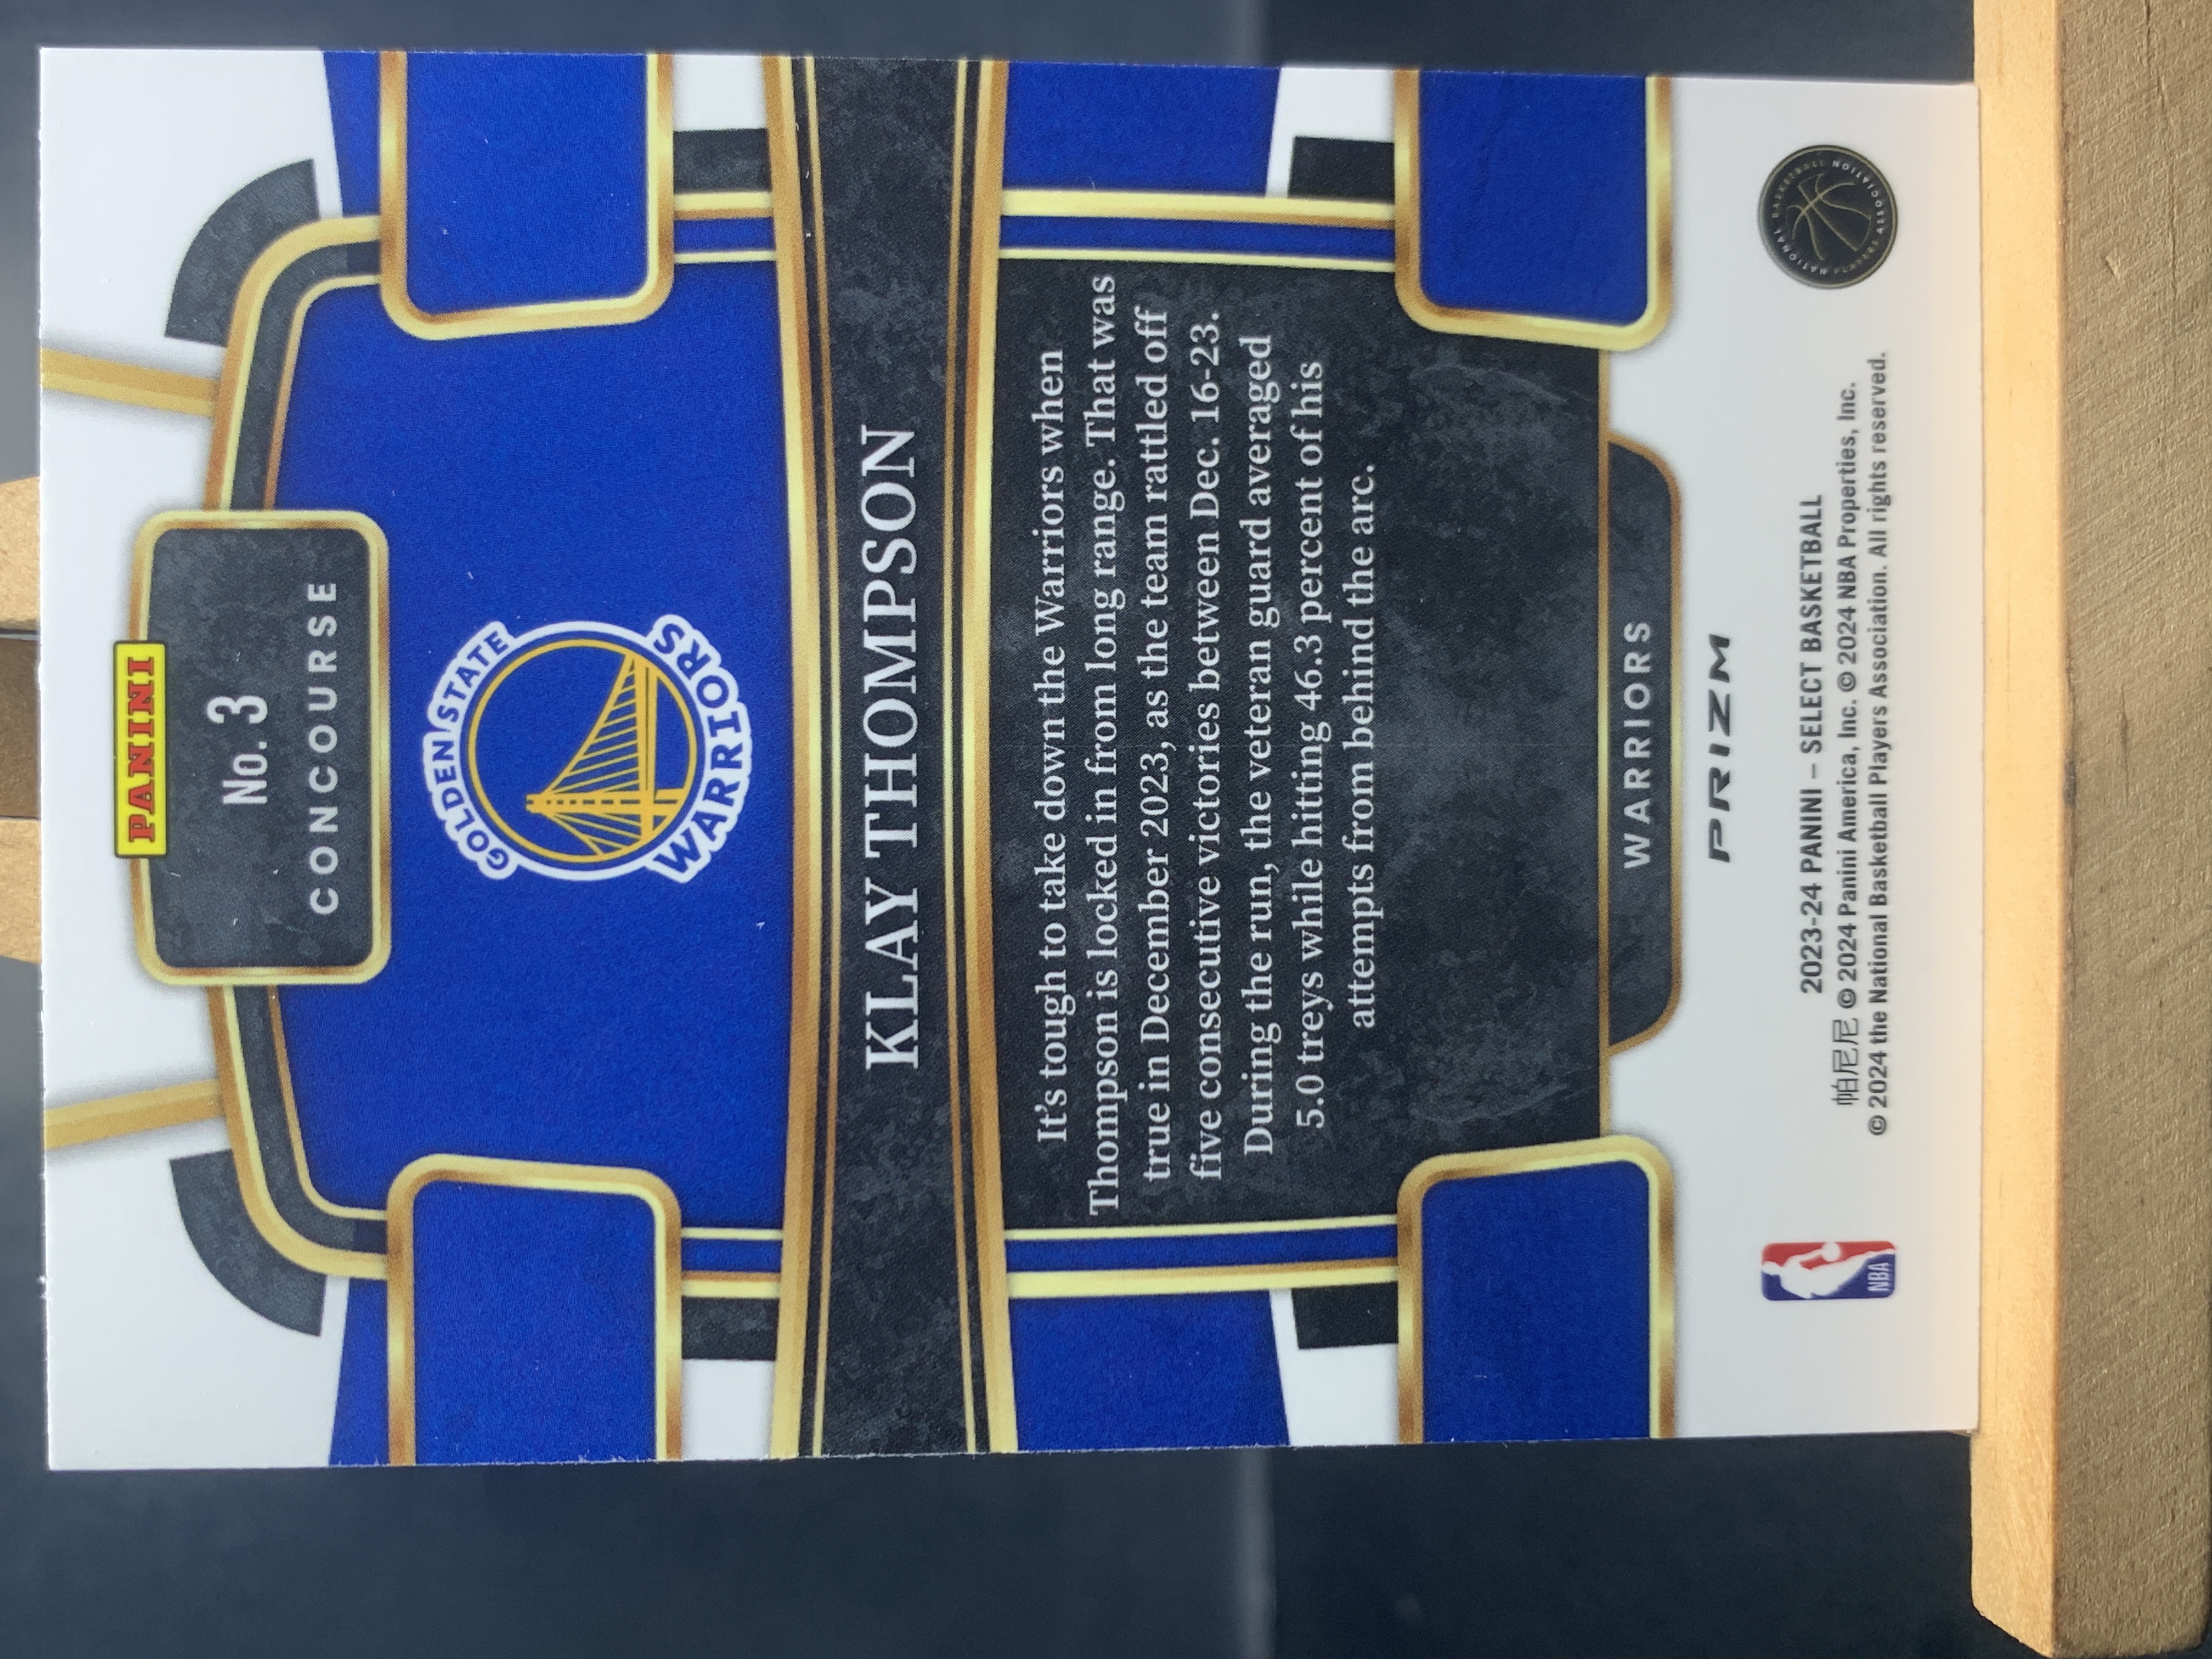 PANINI
No. 3
CONCOURSE
GOLDEN STATE
WARRIORS
KLAY THOMPSON
It's tough to take down the Warriors when
Thompson is locked in from long range. That was
true in December 2023, as the team rattled off
five consecutive victories between Dec. 16-23.
During the run, the veteran guard averaged
5.0 treys while hitting 46.3 percent of his
attempts from behind the arc.
WARRIORS
PRIZM
NBA
2023-24 PANINI – SELECT BASKETBALL
帕尼尼 © 2024 Panini America, Inc. © 2024 NBA Properties, Inc.
© 2024 the National Basketball Players Association. All rights reserved.
NATIONAL BASKETBALL
PLAYERS ASSOCIATION